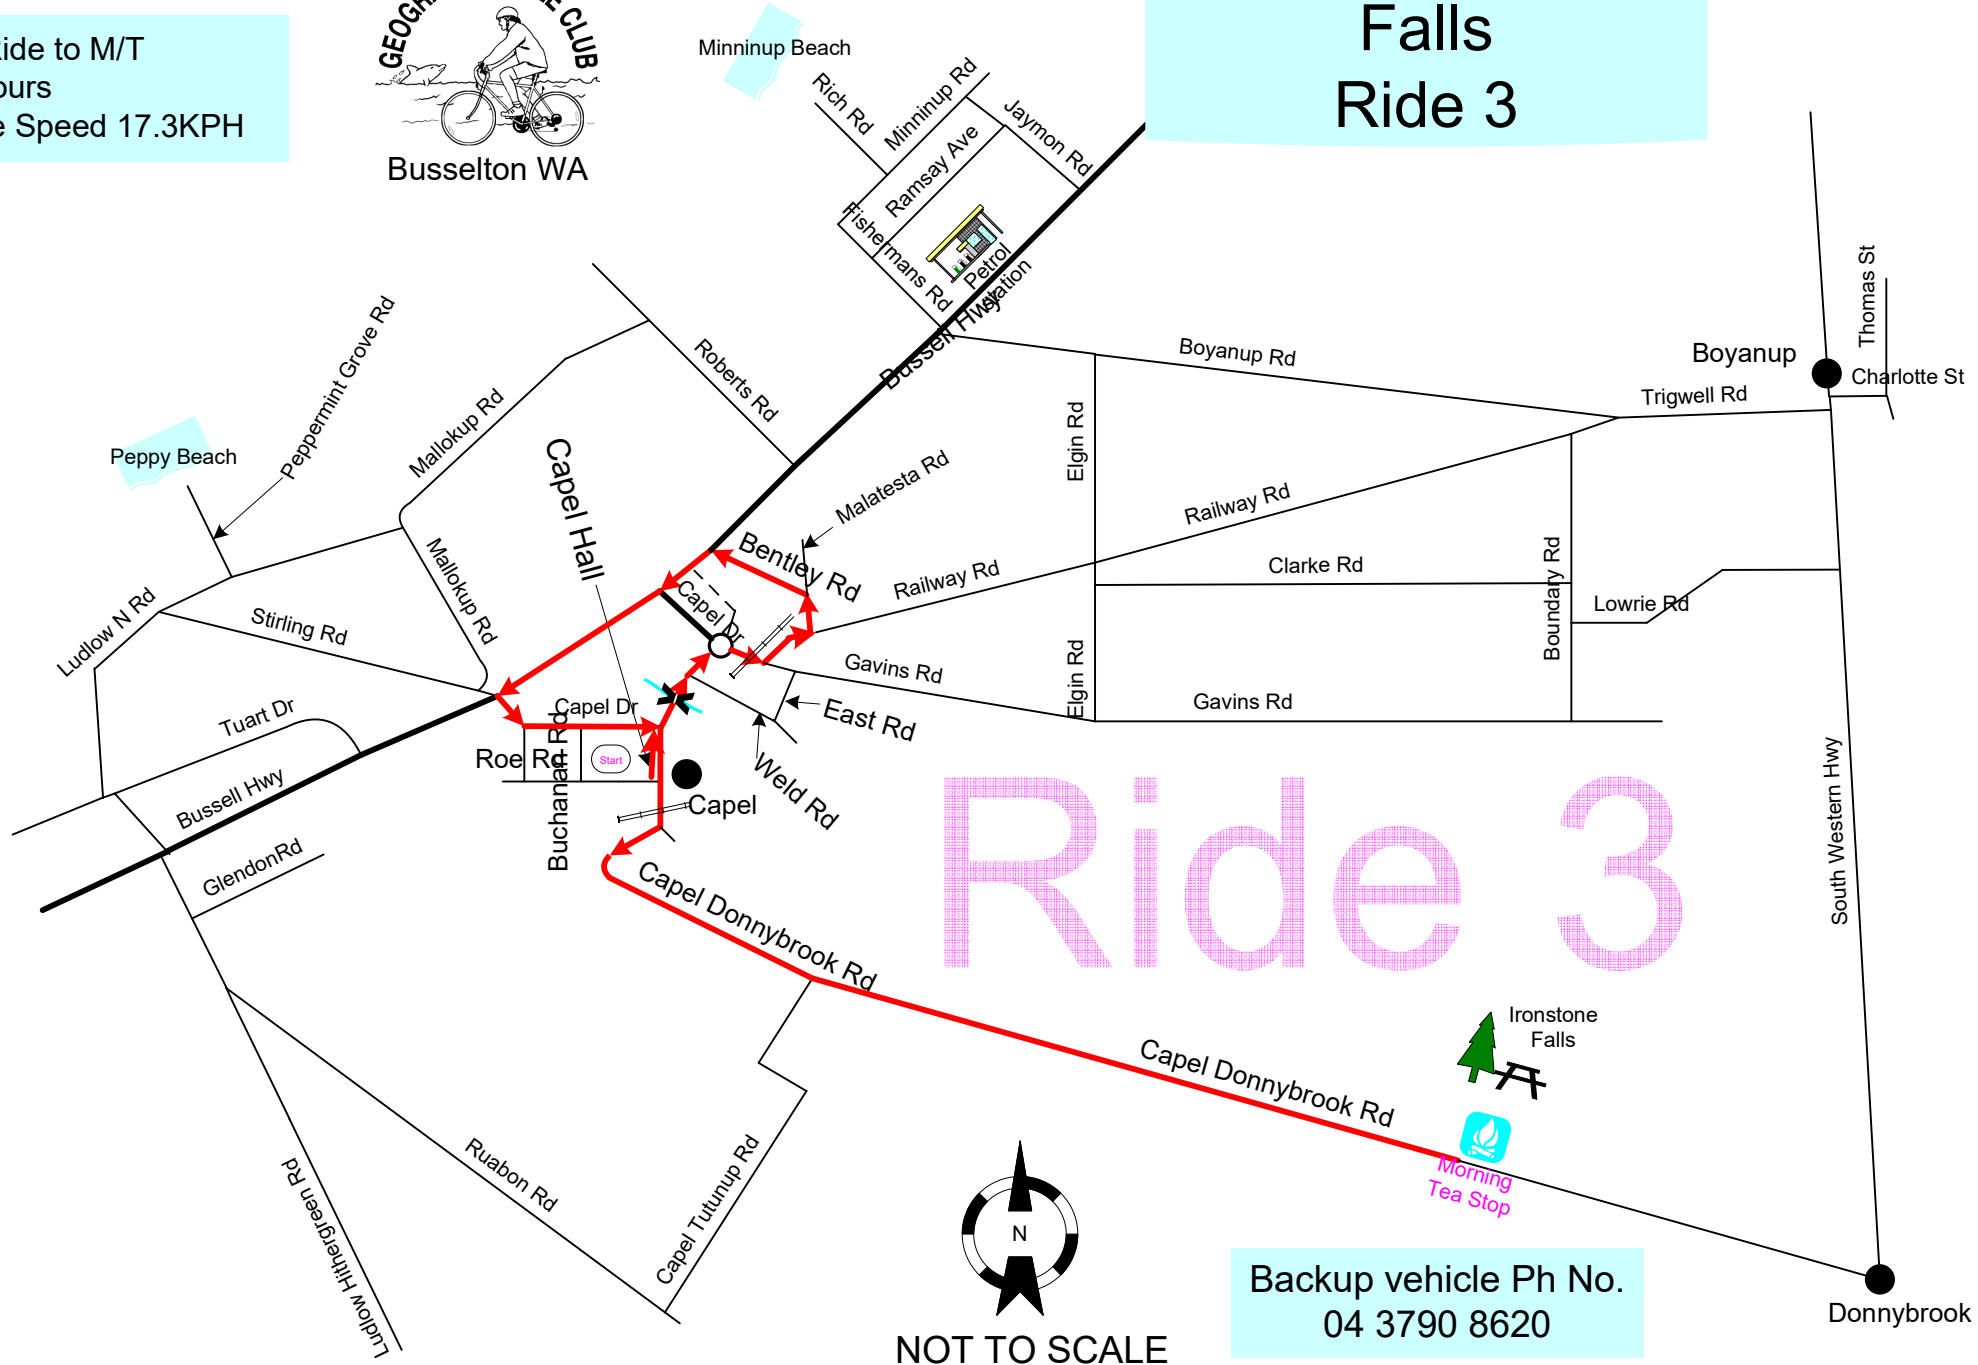 ide to M/T
ours
e Speed 17.3KPH
CLUB
Busselton WA
Minninup Beach
Falls
Ride 3
Rich Rd
Minninup Rd
Jaymon Rd
Ramsay Ave
Fishermans Rd
Petrol
Station
Bussell Hwy
Thomas St
Boyanup
Charlotte St
Boyanup Rd
Trigwell Rd
Peppermint Grove Rd
Roberts Rd
Mallokup Rd
Peppy Beach
Capel Hall
Elgin Rd
Malatesta Rd
Railway Rd
Bentley Rd
Railway Rd
Clarke Rd
Boundary Rd
Lowrie Rd
Mallokup Rd
Ludlow N Rd
Stirling Rd
Capel Dr
Gavins Rd
Elgin Rd
Gavins Rd
Tuart Dr
Capel Dr
East Rd
Roe Rd
Buchanan Rd
Start
Weld Rd
Capel
Bussell Hwy
GlendonRd
South Western Hwy
Capel Donnybrook Rd
Ride 3
Ironstone
Falls
Capel Donnybrook Rd
Morning
Tea Stop
Ruabon Rd
Capel Tutunup Rd
Ludlow Hithergreen Rd
N
NOT TO SCALE
Backup vehicle Ph No.
04 3790 8620
Donnybrook